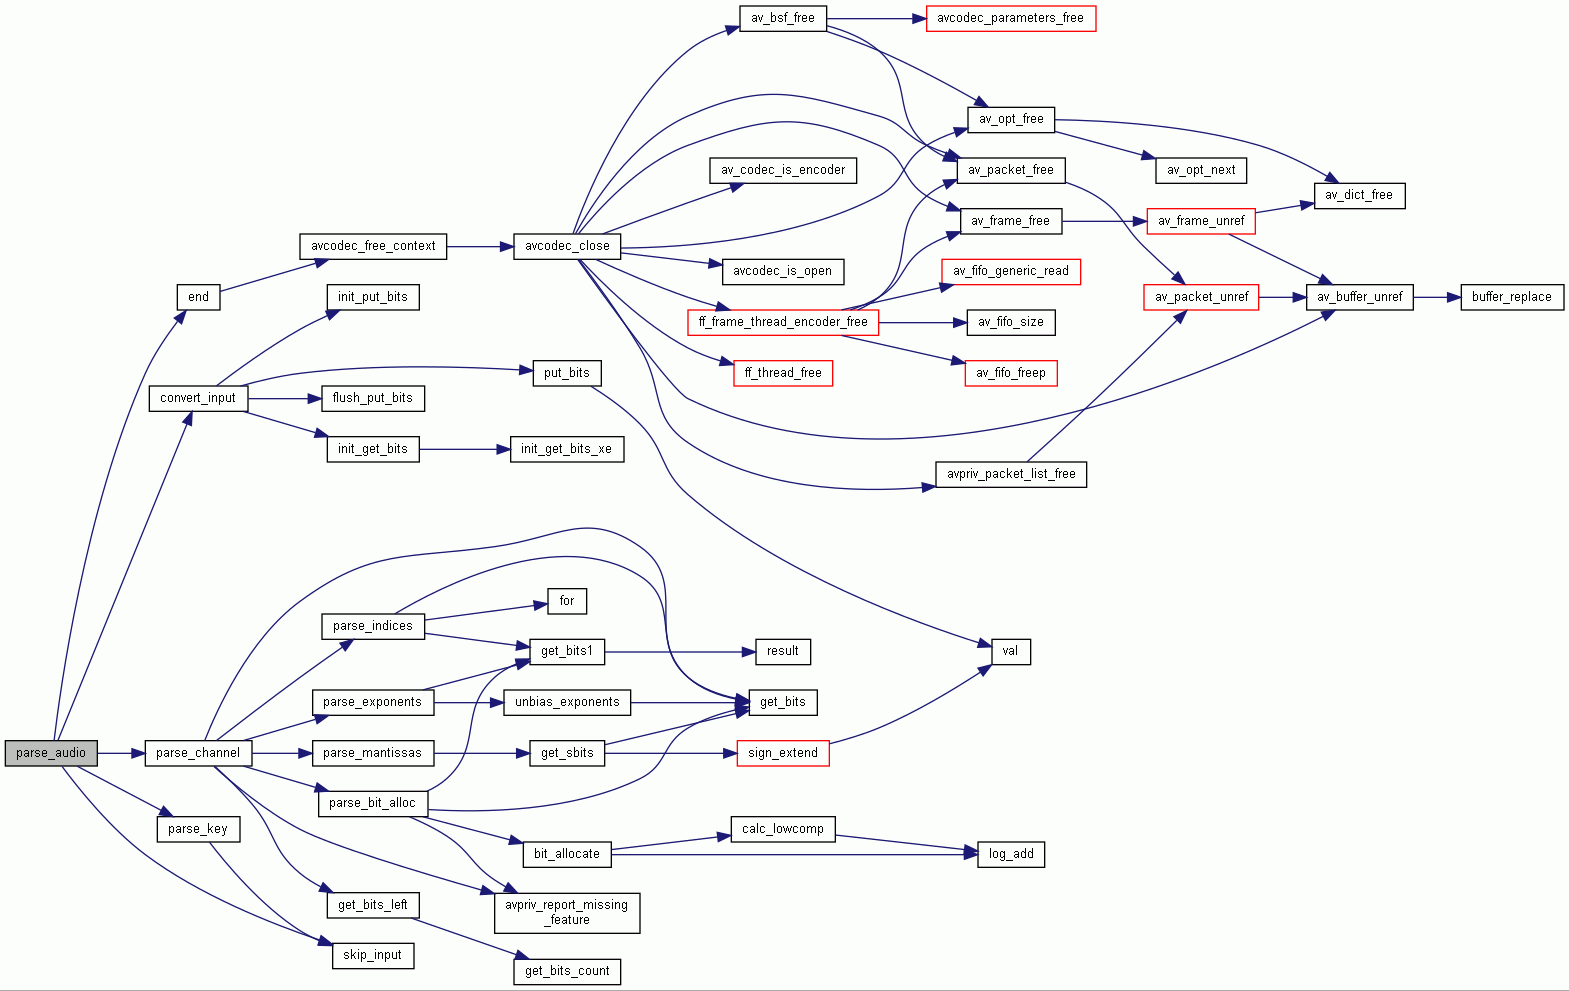 av_bsf_free
avcodec_parameters_free
av_opt_free
av_codec_is_encoder
av_packet_free
av_opt_next
av_dict_free
av_frame_free
av_frame_unref
avcodec_free_context
avcodec_close
avcodec_is_open
av_fifo_generic_read
end
init_put_bits
av_packet_unref
av_buffer_unref
buffer_replace
ff_frame_thread_encoder_free
av_fifo_size
put_bits
ff_thread_free
av_fifo_freep
convert_input
flush_put_bits
init_get_bits
init_get_bits_xe
avpriv_packet_list_free
for
parse_indices
get_bits1
result
val
parse_exponents
unbias_exponents
get_bits
parse_audio
parse_channel
parse_mantissas
get_sbits
sign_extend
parse_bit_alloc
parse_key
calc_lowcomp
bit_allocate
log_add
get_bits_left
avpriv_report_missing
_feature
skip_input
get_bits_count